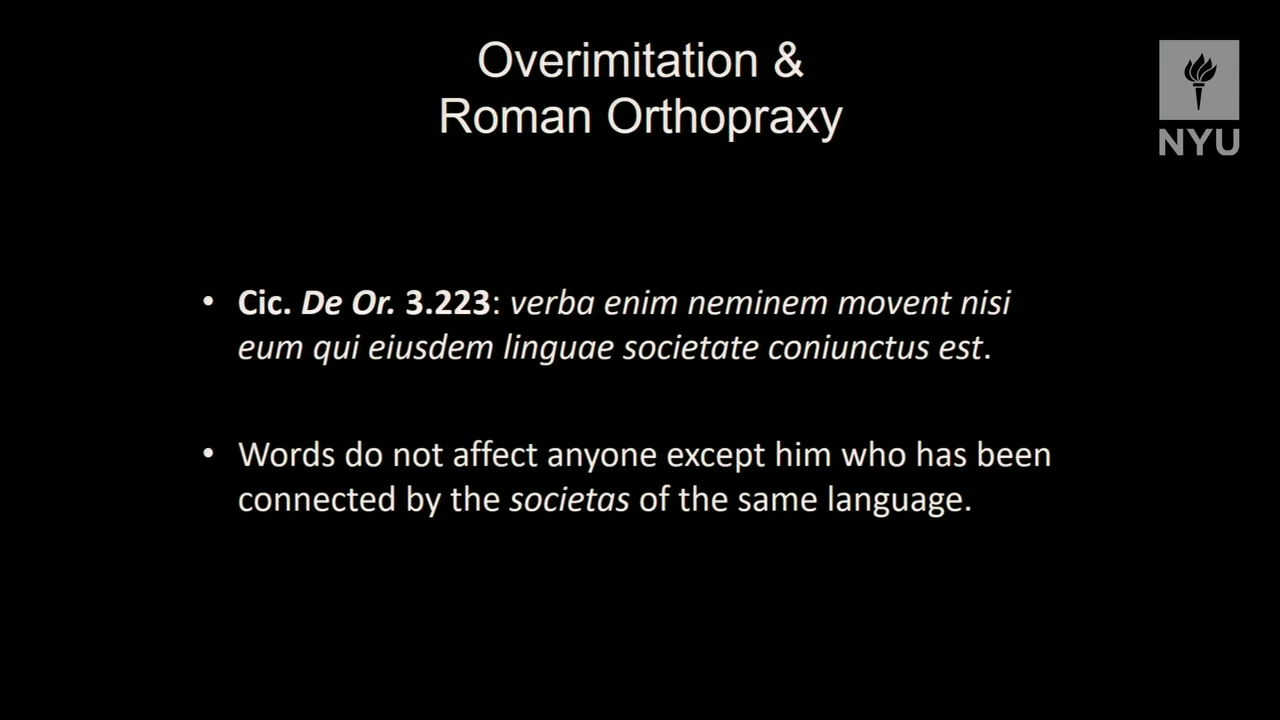 Overimitation &
Roman Orthopraxy
NYU
• Cic. De Or. 3.223: verba enim neminem movent nisi
eum qui eiusdem linguae societate coniunctus est.
• Words do not affect anyone except him who has been
connected by the societas of the same language.